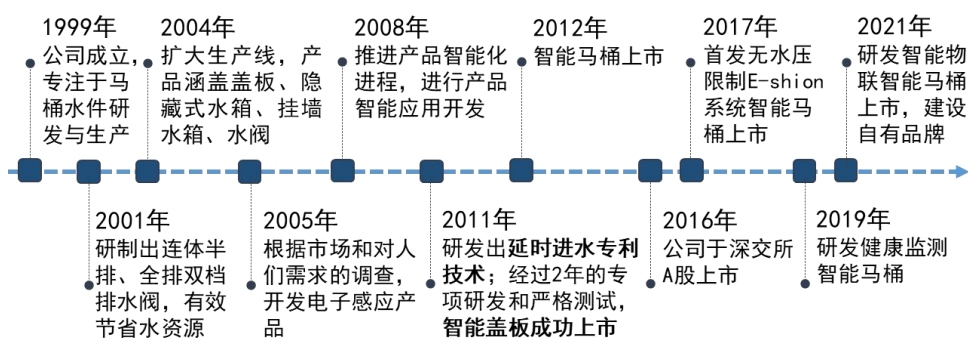 1999年
公司成立，
专注于马
桶水件研
发与生产
2004年
扩大生产线，产
品涵盖盖板、隐
藏式水箱、挂墙
水箱、水阀
2008年
推进产品智能化
进程，进行产品
智能应用开发
2012年
智能马桶上市
2017年
首发无水压
限制E-shion
系统智能马
桶上市
2021年
研发智能物
联智能马桶
上市，建设
自有品牌
2001年
研制出连体半
排、全排双档
排水阀，有效
节省水资源
2005年
根据市场和对人
们需求的调查，
开发电子感应产
品
2011年
研发出延时进水专利
技术；经过2年的专
项研发和严格测试，
智能盖板成功上市
2016年
公司于深交所
A股上市
2019年
研发健康监测
智能马桶